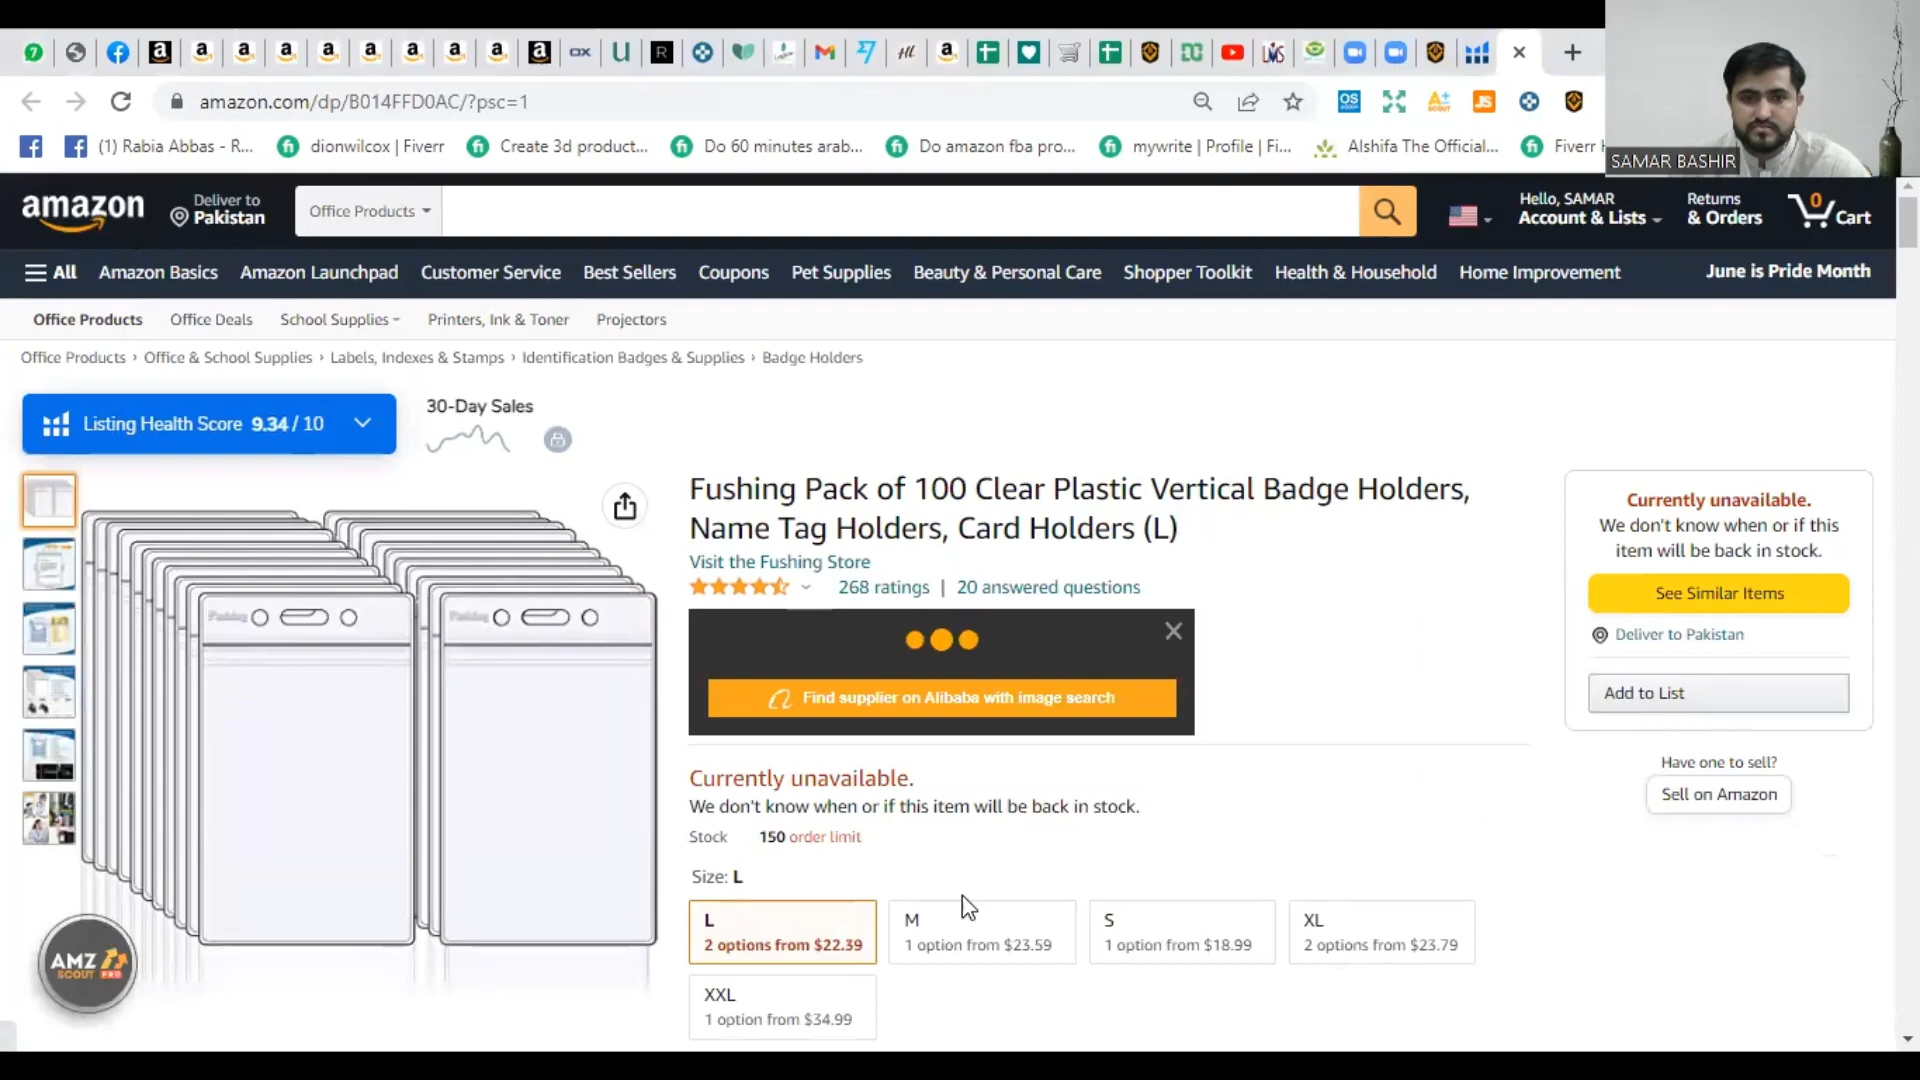 SAMAR BASHIR
amazon.com/dp/B014FFD0AC/?psc=1
(1) Rabia Abbas - R...
dionwilcox | Fiverr
Create 3d product...
Do 60 minutes arab...
Do amazon fba pro...
mywrite | Profile | Fi...
Alshifa The Official...
Fiverr
amazon
Deliver to
Pakistan
Office Products
Hello, SAMAR
Account & Lists
Returns
& Orders
0
Cart
All
Amazon Basics
Amazon Launchpad
Customer Service
Best Sellers
Coupons
Pet Supplies
Beauty & Personal Care
Shopper Toolkit
Health & Household
Home Improvement
June is Pride Month
Office Products
Office Deals
School Supplies
Printers, Ink & Toner
Projectors
Office Products › Office & School Supplies › Labels, Indexes & Stamps › Identification Badges & Supplies › Badge Holders
Listing Health Score 9.34 / 10
30-Day Sales
Fushing Pack of 100 Clear Plastic Vertical Badge Holders,
Name Tag Holders, Card Holders (L)
Visit the Fushing Store
268 ratings | 20 answered questions
Find supplier on Alibaba with image search
Currently unavailable.
We don't know when or if this item will be back in stock.
Stock 150 order limit
Size: L
L
2 options from $22.39
M
1 option from $23.59
S
1 option from $18.99
XL
2 options from $23.79
XXL
1 option from $34.99
Currently unavailable.
We don't know when or if this
item will be back in stock.
See Similar Items
Deliver to Pakistan
Add to List
Have one to sell?
Sell on Amazon
AMZ
SCOUT PRO